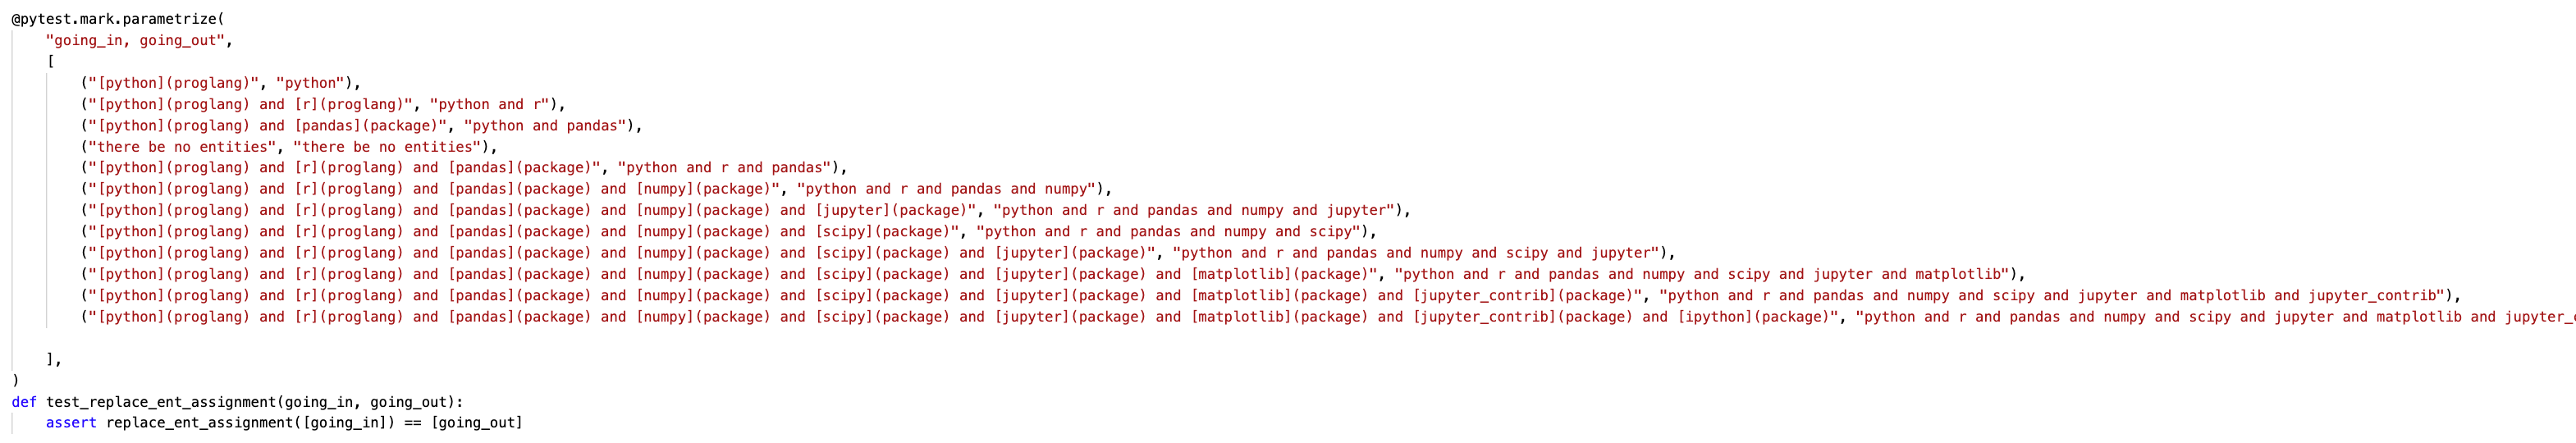 @pytest.mark.parametrize(
    "going_in, going_out",
    [
        ("[python](proglang)", "python"),
        ("[python](proglang) and [r](proglang)", "python and r"),
        ("[python](proglang) and [pandas](package)", "python and pandas"),
        ("there be no entities", "there be no entities"),
        ("[python](proglang) and [r](proglang) and [pandas](package)", "python and r and pandas"),
        ("[python](proglang) and [r](proglang) and [pandas](package) and [numpy](package)", "python and r and pandas and numpy"),
        ("[python](proglang) and [r](proglang) and [pandas](package) and [numpy](package) and [jupyter](package)", "python and r and pandas and numpy and jupyter"),
        ("[python](proglang) and [r](proglang) and [pandas](package) and [numpy](package) and [scipy](package)", "python and r and pandas and numpy and scipy"),
        ("[python](proglang) and [r](proglang) and [pandas](package) and [numpy](package) and [scipy](package) and [jupyter](package)", "python and r and pandas and numpy and scipy and jupyter"),
        ("[python](proglang) and [r](proglang) and [pandas](package) and [numpy](package) and [scipy](package) and [jupyter](package) and [matplotlib](package)", "python and r and pandas and numpy and scipy and jupyter and matplotlib"),
        ("[python](proglang) and [r](proglang) and [pandas](package) and [numpy](package) and [scipy](package) and [jupyter](package) and [matplotlib](package) and [jupyter_contrib](package)", "python and r and pandas and numpy and scipy and jupyter and matplotlib and jupyter_contrib"),
        ("[python](proglang) and [r](proglang) and [pandas](package) and [numpy](package) and [scipy](package) and [jupyter](package) and [matplotlib](package) and [jupyter_contrib](package) and [ipython](package)", "python and r and pandas and numpy and scipy and jupyter and matplotlib and jupyter_
    ],
)
def test_replace_ent_assignment(going_in, going_out):
    assert replace_ent_assignment([going_in]) == [going_out]